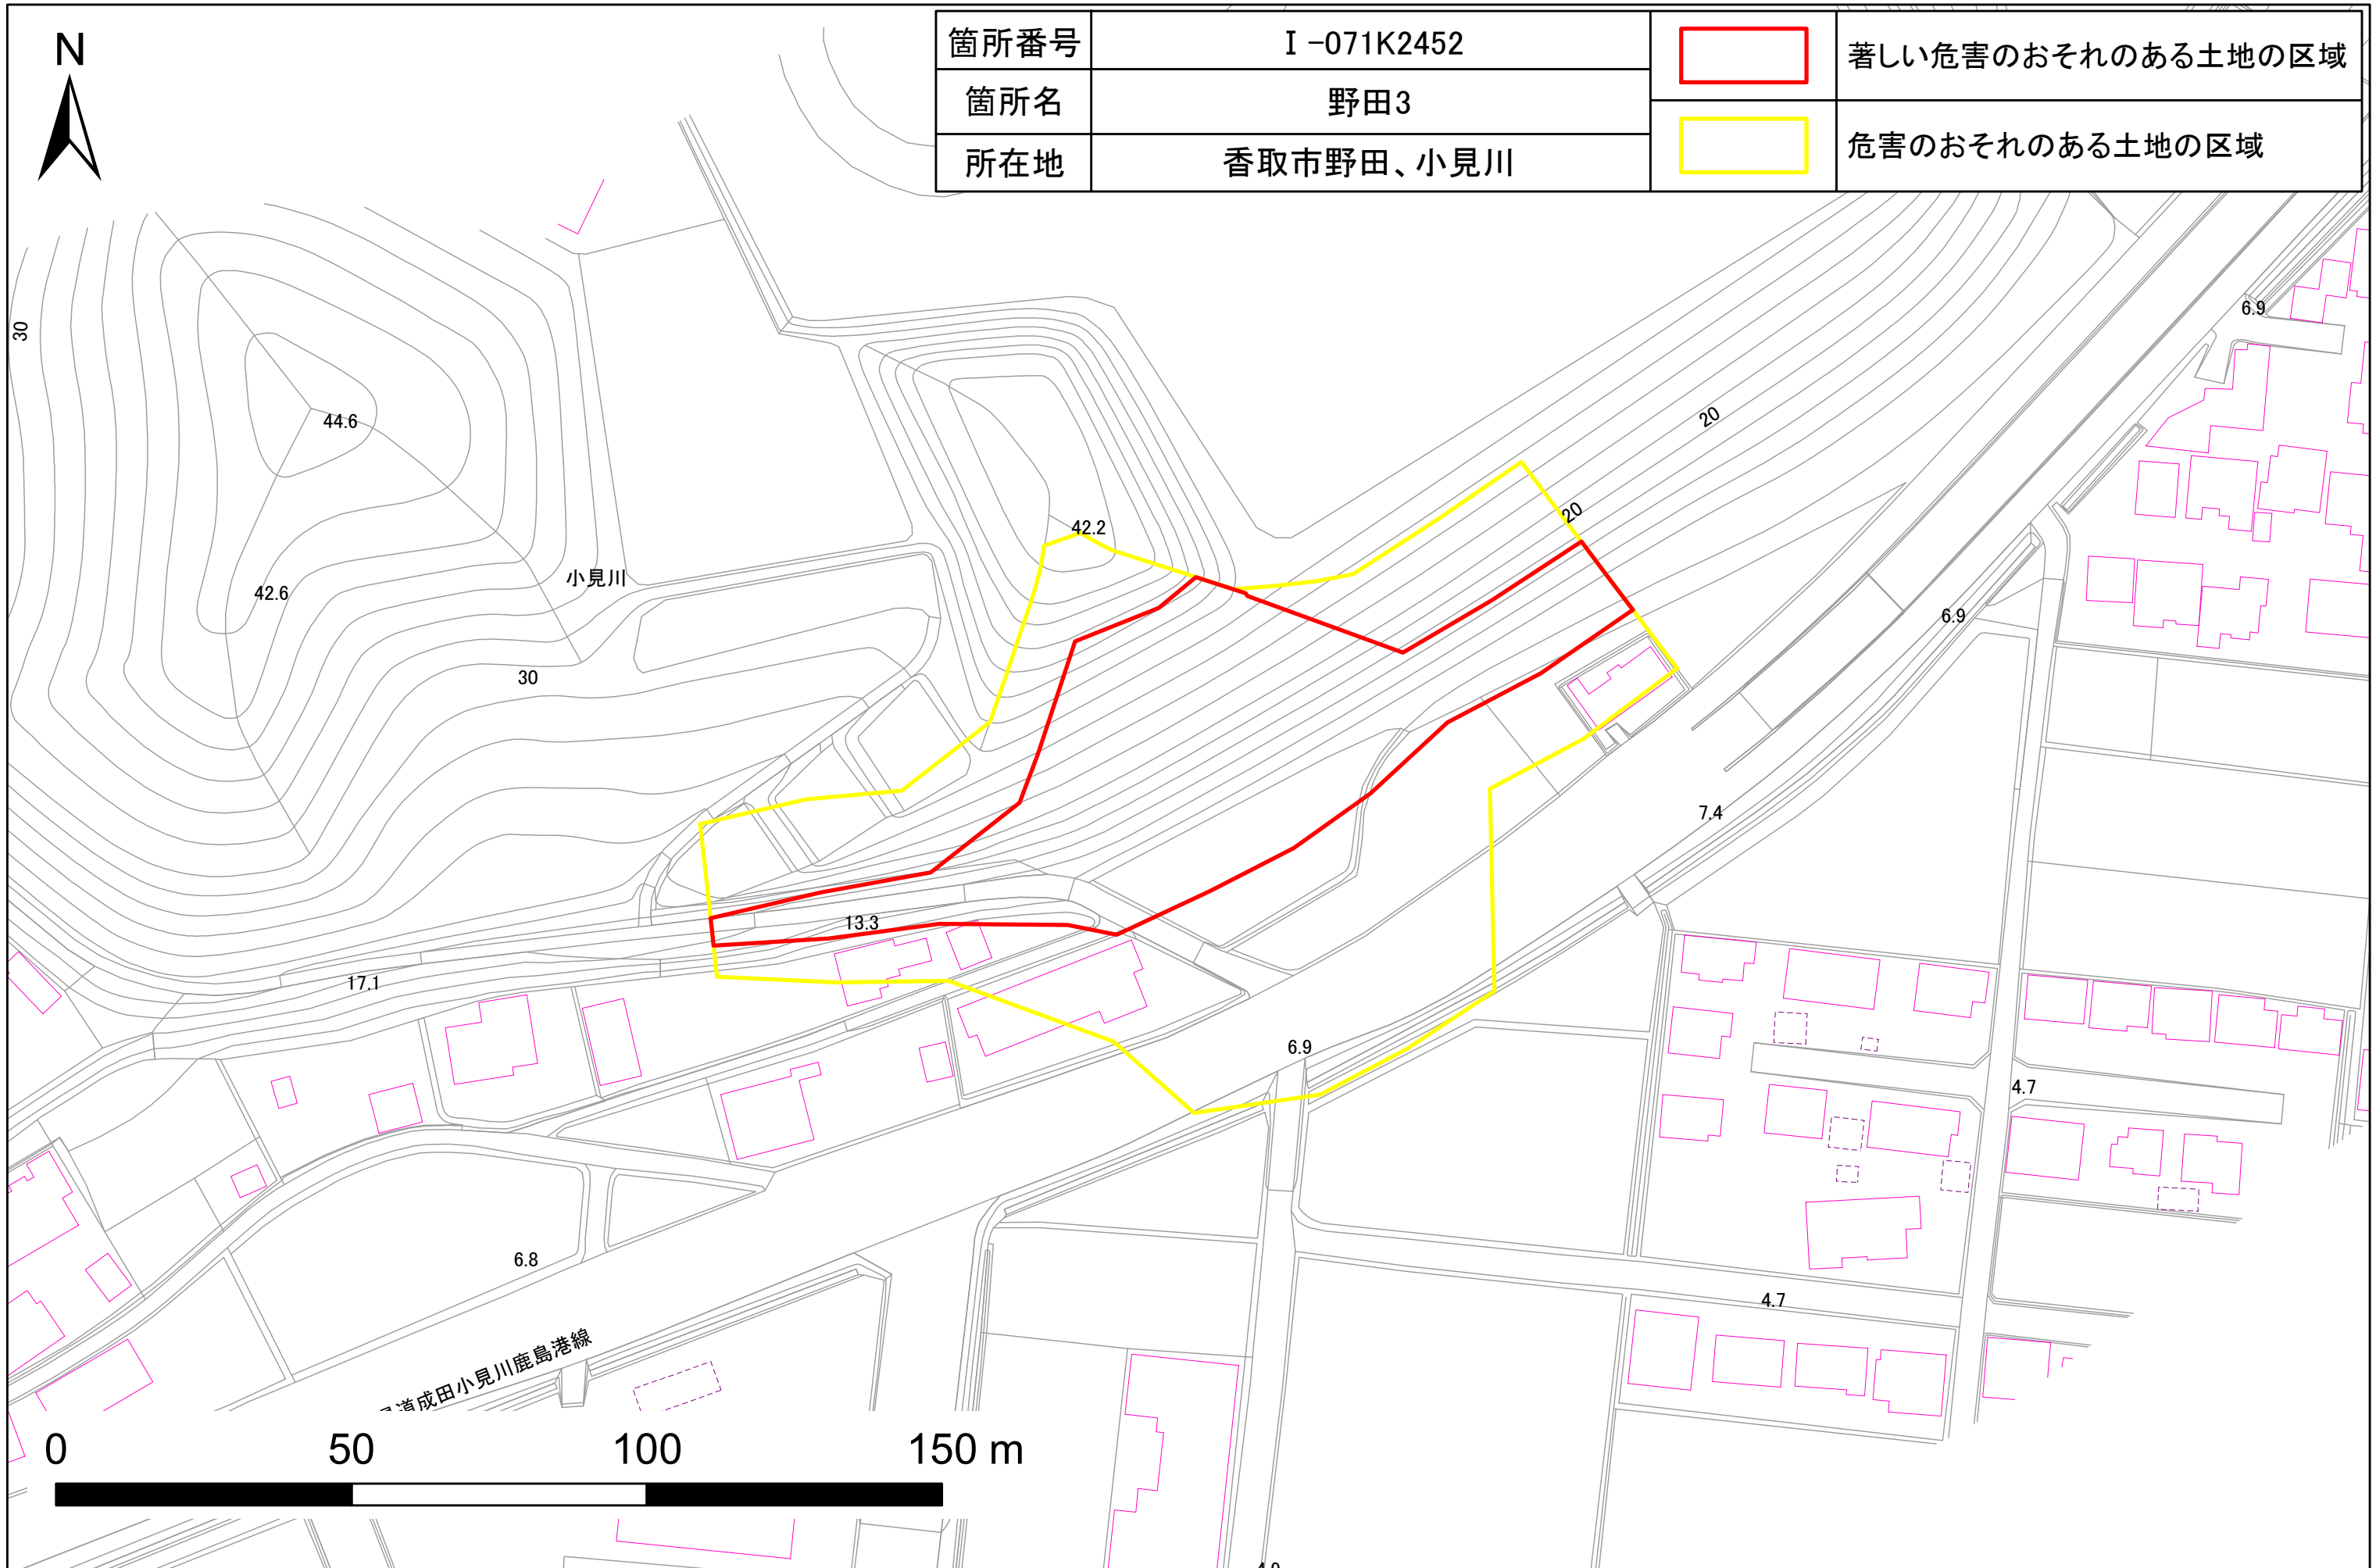 N
箇所番号
Ⅰ-071K2452
箇所名
野田3
所在地
香取市野田、小見川
著しい危害のおそれのある土地の区域
危害のおそれのある土地の区域
30
6.9
44.6
20
20
42.2
小見川
42.6
6.9
30
7.4
13.3
17.1
6.9
4.7
6.8
4.7
道成田小見川鹿島港線
0 50 100 150 m